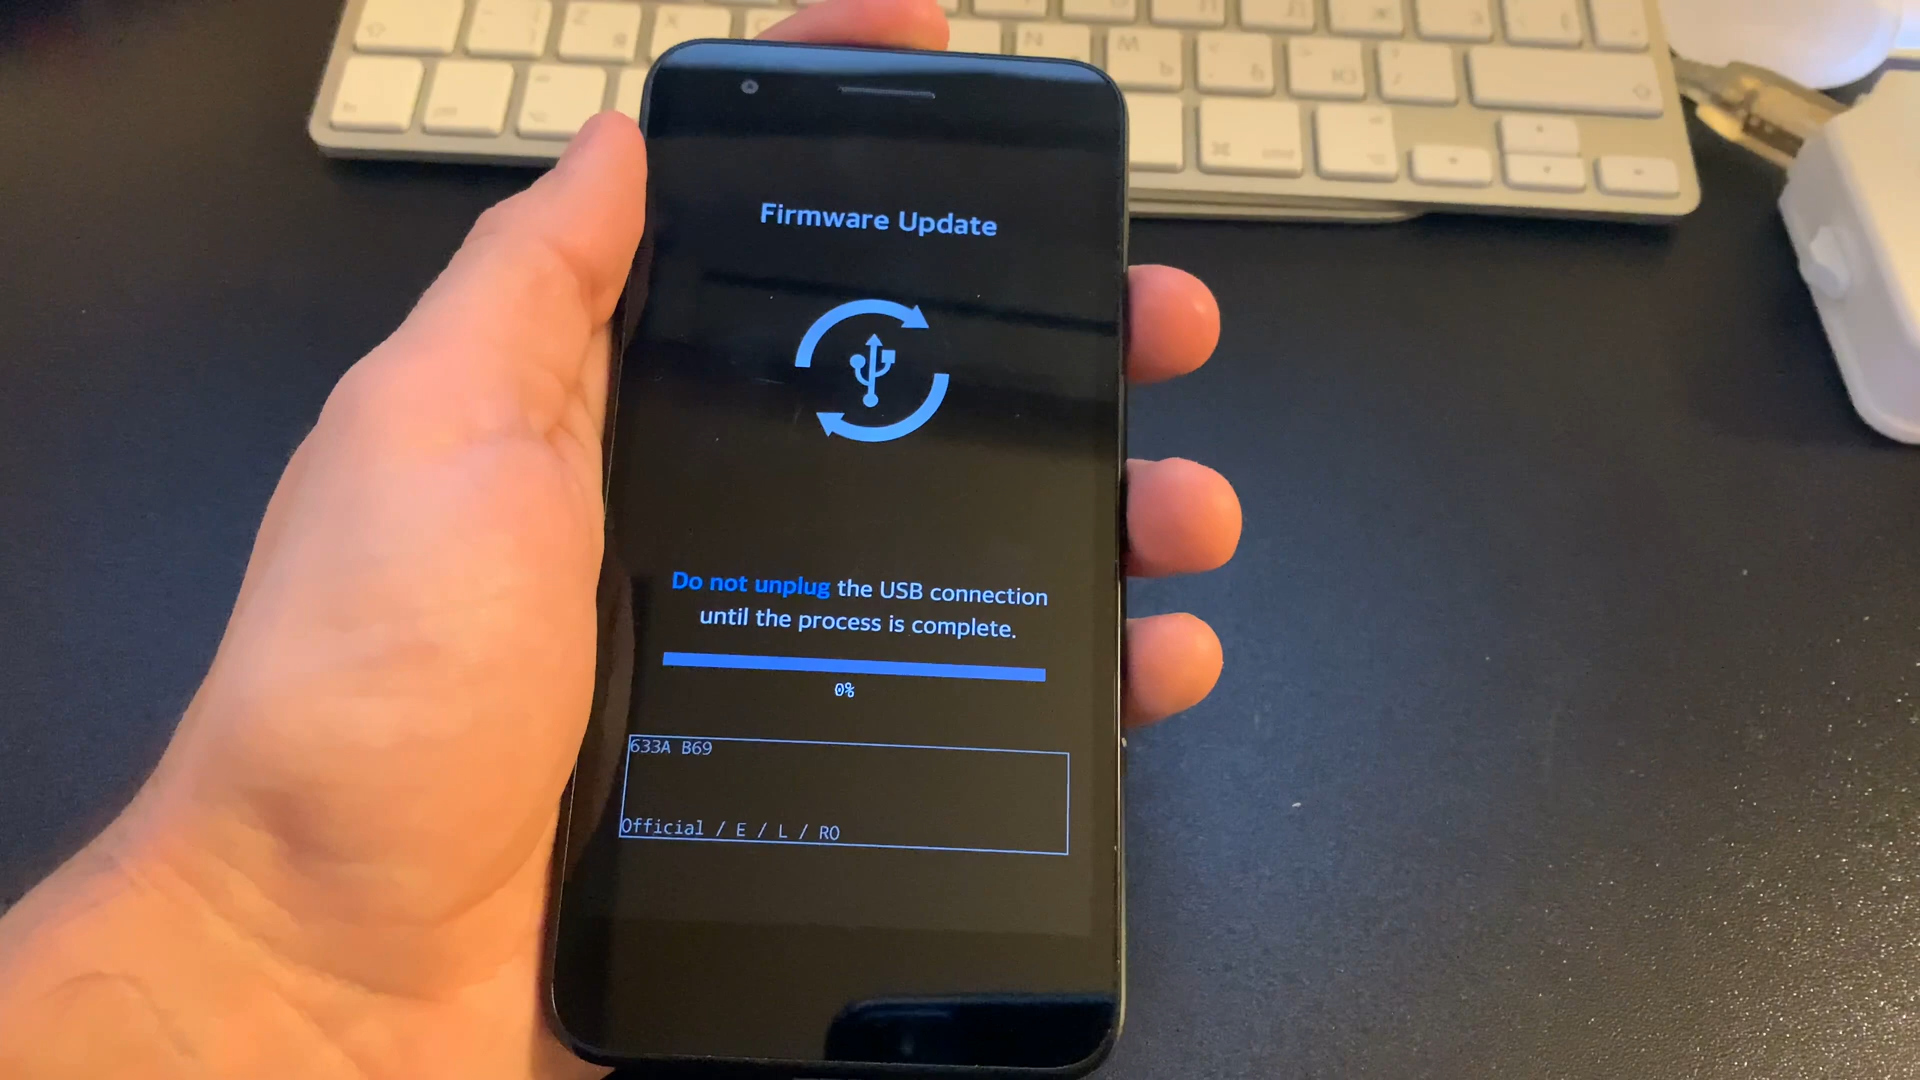 Firmware Update
Do not unplug the USB connection
until the process is complete.
0%
633A B69
Official / E / L / RO